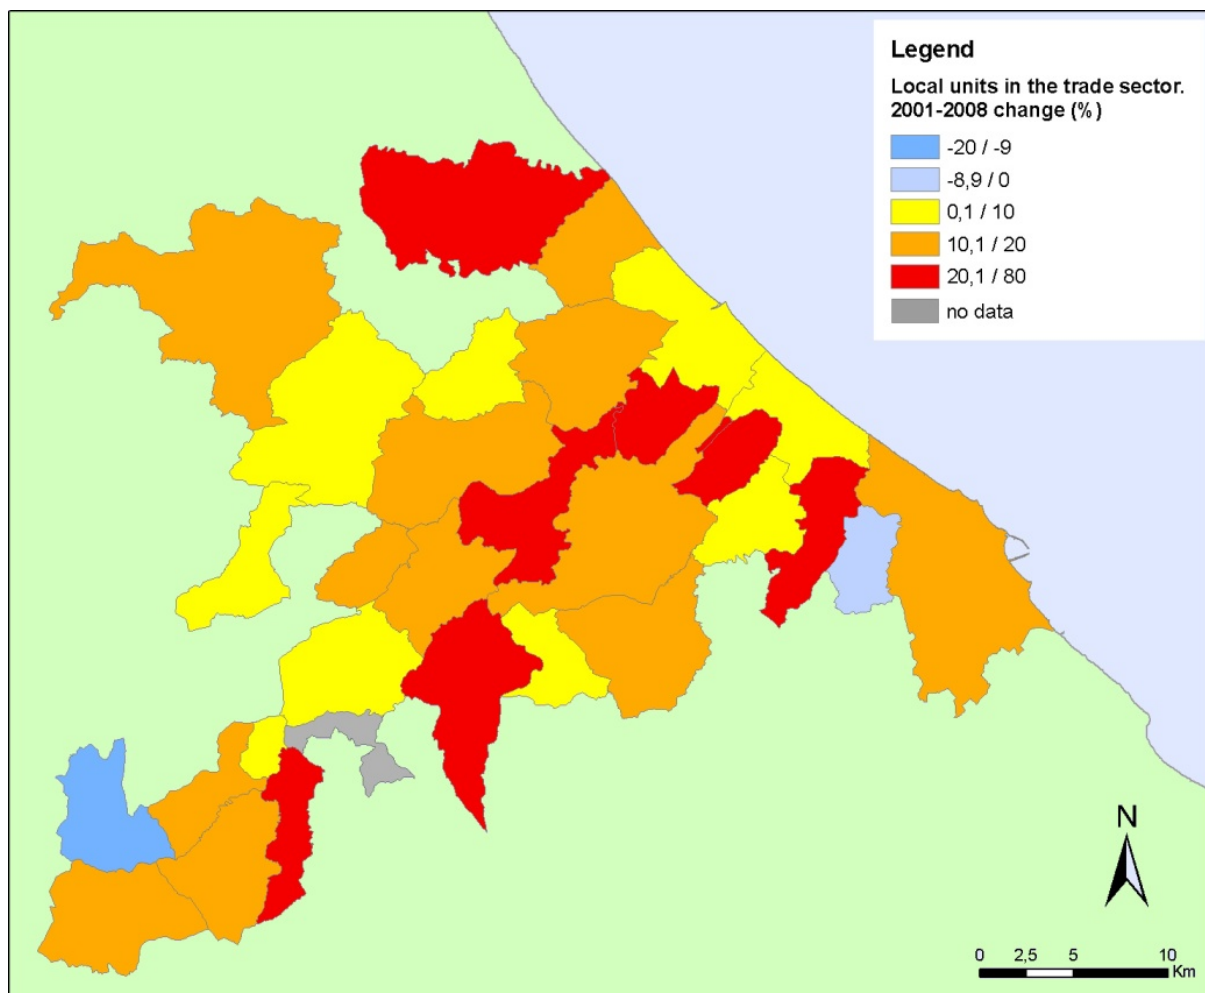 Legend
Local units in the trade sector.
2001-2008 change (%)
-20 / -9
-8,9 / 0
0,1 / 10
10,1 / 20
20,1 / 80
no data
N
0 2,5 5 10
Km